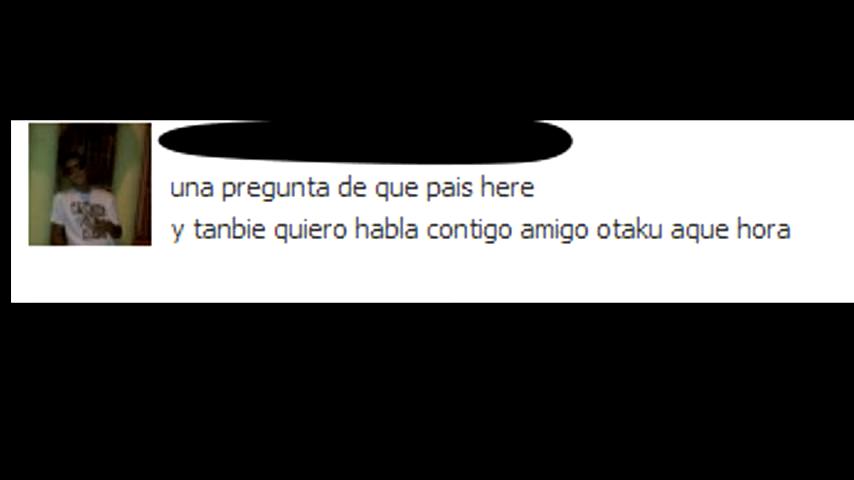 una pregunta de que pais here
y tanbie quiero habla contigo amigo otaku aque hora